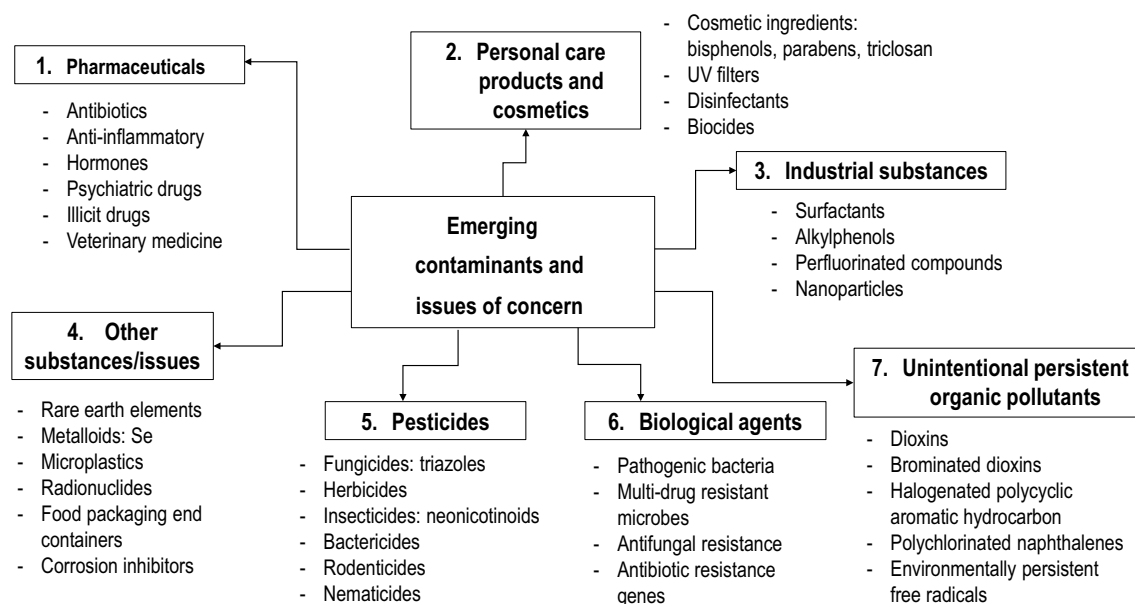 1. Pharmaceuticals
- Antibiotics
- Anti-inflammatory
- Hormones
- Psychiatric drugs
- Illicit drugs
- Veterinary medicine
2. Personal care
products and
cosmetics
- Cosmetic ingredients:
bisphenols, parabens, triclosan
- UV filters
- Disinfectants
- Biocides
3. Industrial substances
- Surfactants
- Alkylphenols
- Perfluorinated compounds
- Nanoparticles
Emerging
contaminants and
issues of concern
4. Other
substances/issues
- Rare earth elements
- Metalloids: Se
- Microplastics
- Radionuclides
- Food packaging end
containers
- Corrosion inhibitors
5. Pesticides
- Fungicides: triazoles
- Herbicides
- Insecticides: neonicotinoids
- Bactericides
- Rodenticides
- Nematicides
6. Biological agents
- Pathogenic bacteria
- Multi-drug resistant
microbes
- Antifungal resistance
- Antibiotic resistance
genes
7. Unintentional persistent
organic pollutants
- Dioxins
- Brominated dioxins
- Halogenated polycyclic
aromatic hydrocarbon
- Polychlorinated naphthalenes
- Environmentally persistent
free radicals